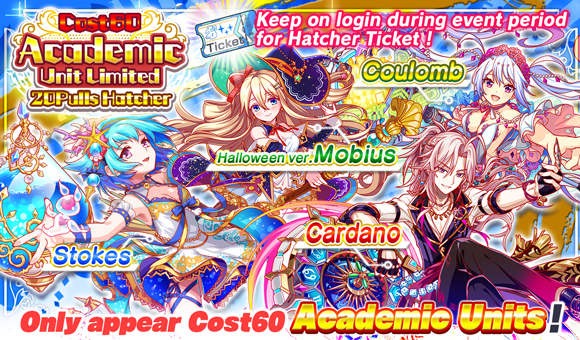 Cost60
Academic
Unit Limited
20Pulls Hatcher
Ticket
Keep on login during event period
for Hatcher Ticket !
Coulomb
Halloween ver.Mobius
Cardano
Stokes
Only appear Cost60 Academic Units!